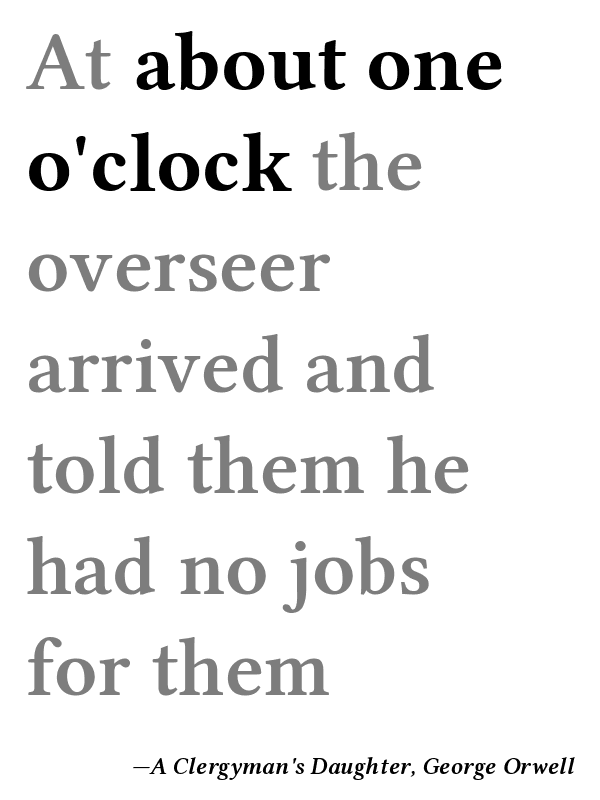 At about one
o'clock the
overseer
arrived and
told them he
had no jobs
for them
—A Clergyman's Daughter, George Orwell